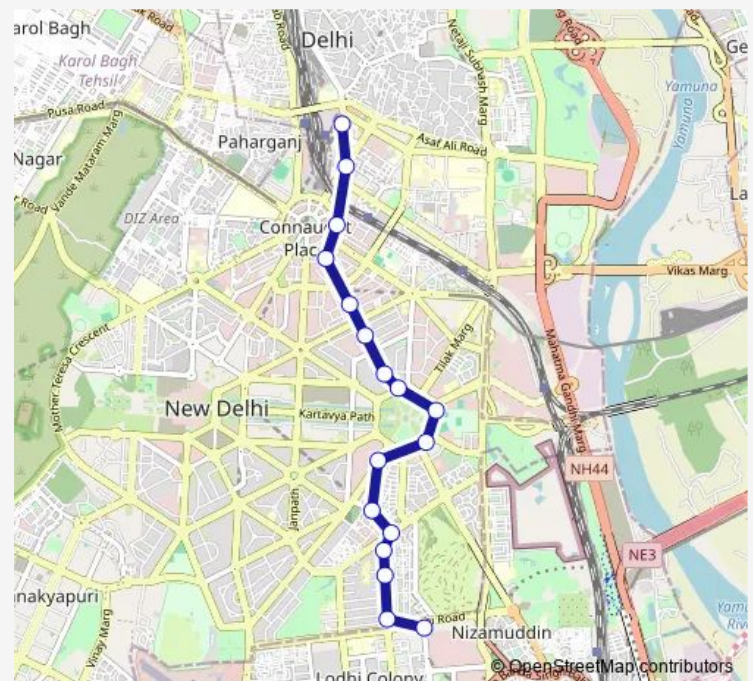 arol Bagh
Delhi
Netaji Subhash Marg
Karol Bagh
Tehsil
Pusa Road
Yamuna
Yamuna
Paharganj
Asaf Ali Road
Nagar
Vande Mataram Marg
Road
DIZ Area
Connaught
Plac
Vikas Marg
Tilak Marg
Mother Teresa Crescent
Mahatma Gandhi Marg
New Delhi
Kartavya Path
NH44
Janpath
NE3
nakyapuri
Vinay Marg
Road
Nizamuddin
Lodhi Colony
© OpenStreetMap contributors